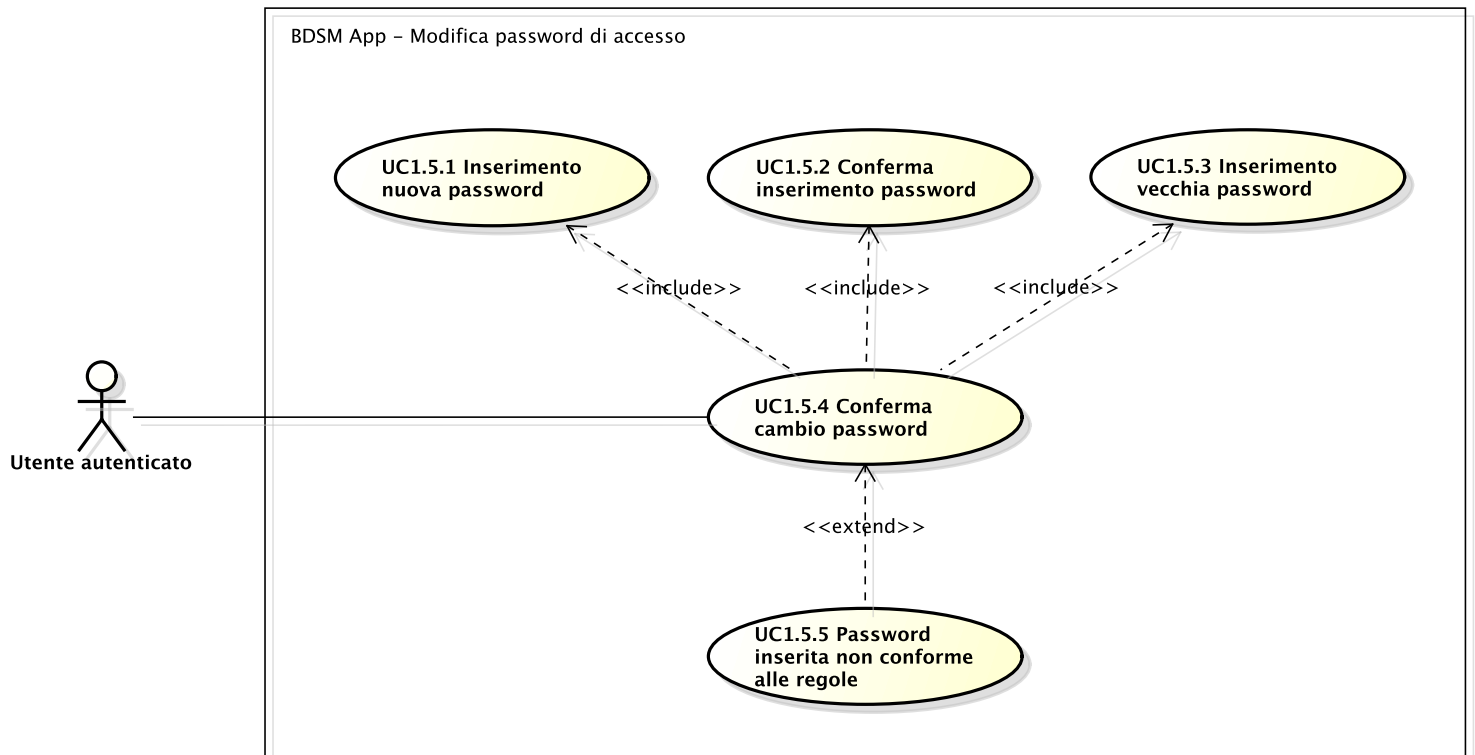 BDSM App – Modifica password di accesso
UC1.5.1 Inserimento
nuova password
UC1.5.2 Conferma
inserimento password
UC1.5.3 Inserimento
vecchia password
<<include>>
<<include>>
<<include>>
UC1.5.4 Conferma
cambio password
Utente autenticato
<<extend>>
UC1.5.5 Password
inserita non conforme
alle regole